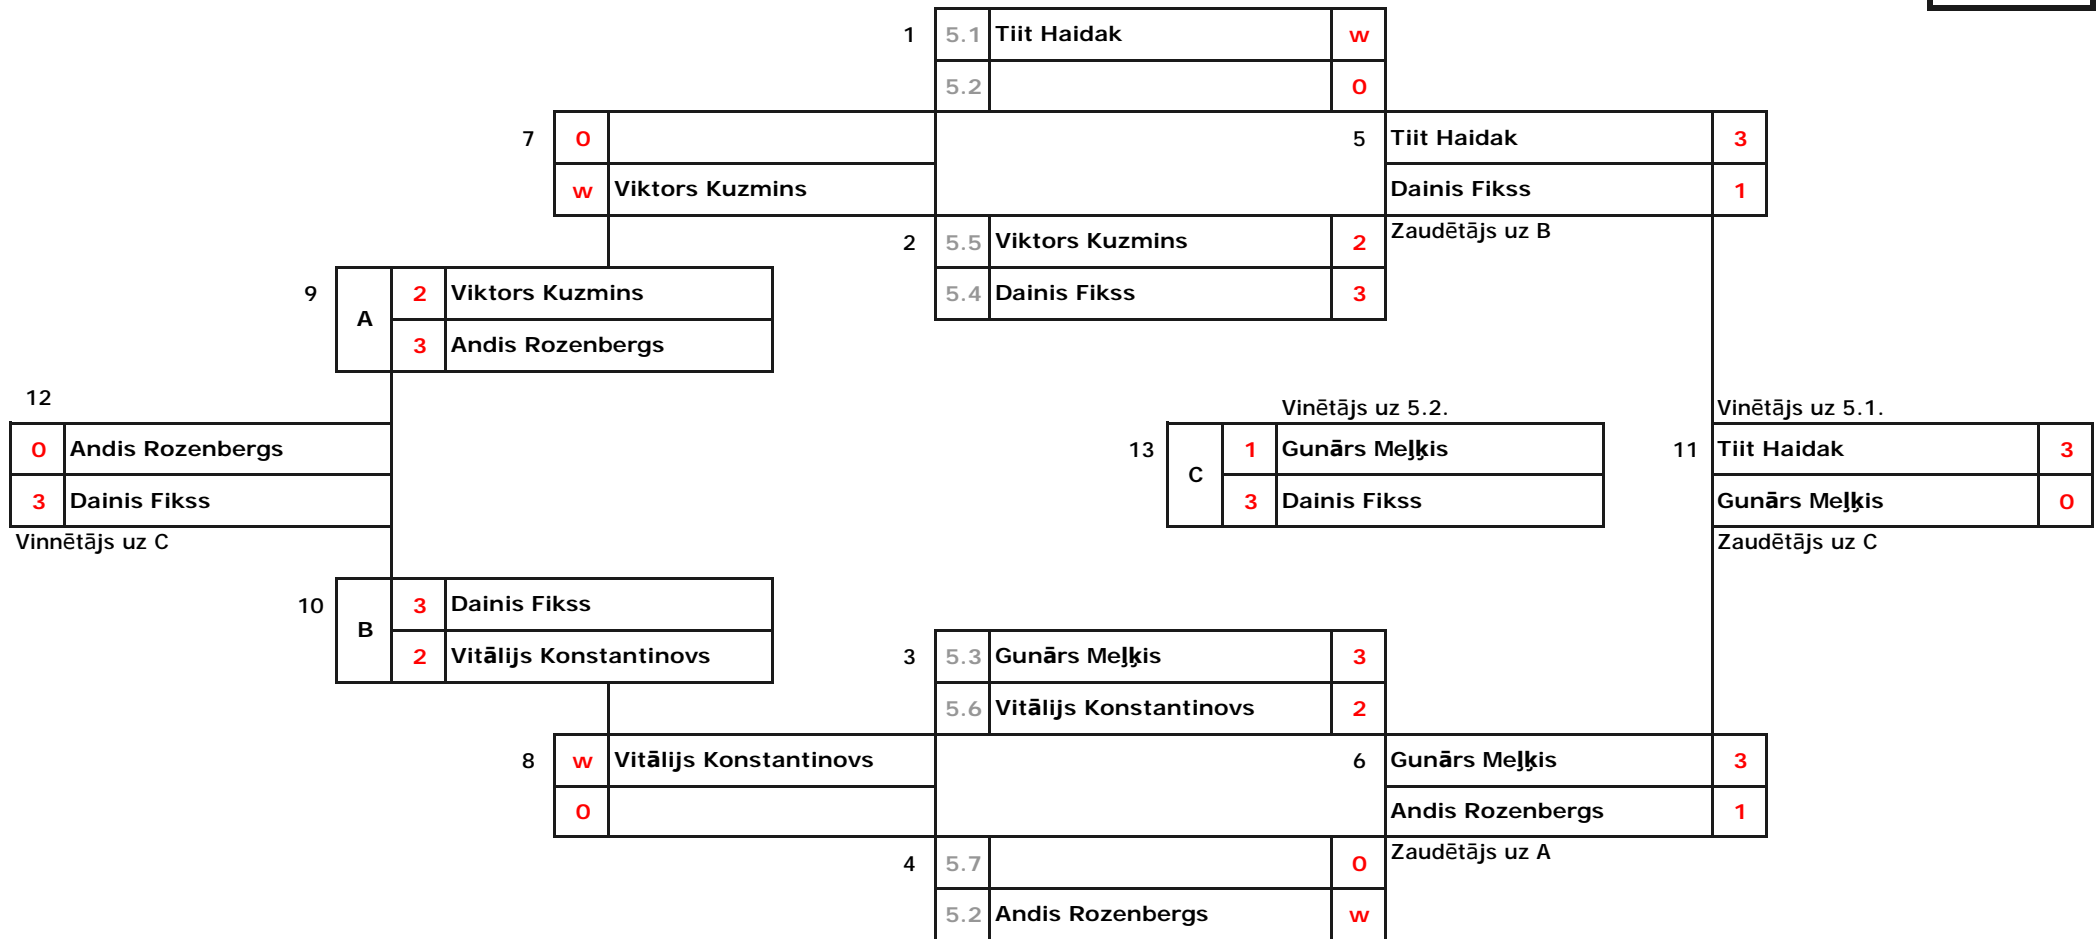 1 5.1 Tiit Haidak w
5.2 0
7 0
5 Tiit Haidak 3
w Viktors Kuzmins
Dainis Fikss 1
2 5.5 Viktors Kuzmins 2
Zaudētājs uz B
9 A 2 Viktors Kuzmins
5.4 Dainis Fikss 3
3 Andis Rozenbergs
12
Vinētājs uz 5.2.
Vinētājs uz 5.1.
0 Andis Rozenbergs
13 C 1 Gunārs Meļķis
11 Tiit Haidak 3
3 Dainis Fikss
3 Dainis Fikss
Gunārs Meļķis 0
Vinnētājs uz C
Zaudētājs uz C
10 B 3 Dainis Fikss
2 Vitālijs Konstantinovs
3 5.3 Gunārs Meļķis 3
5.6 Vitālijs Konstantinovs 2
8 w Vitālijs Konstantinovs
6 Gunārs Meļķis 3
0
Andis Rozenbergs 1
4 5.7 0
Zaudētājs uz A
5.2 Andis Rozenbergs w